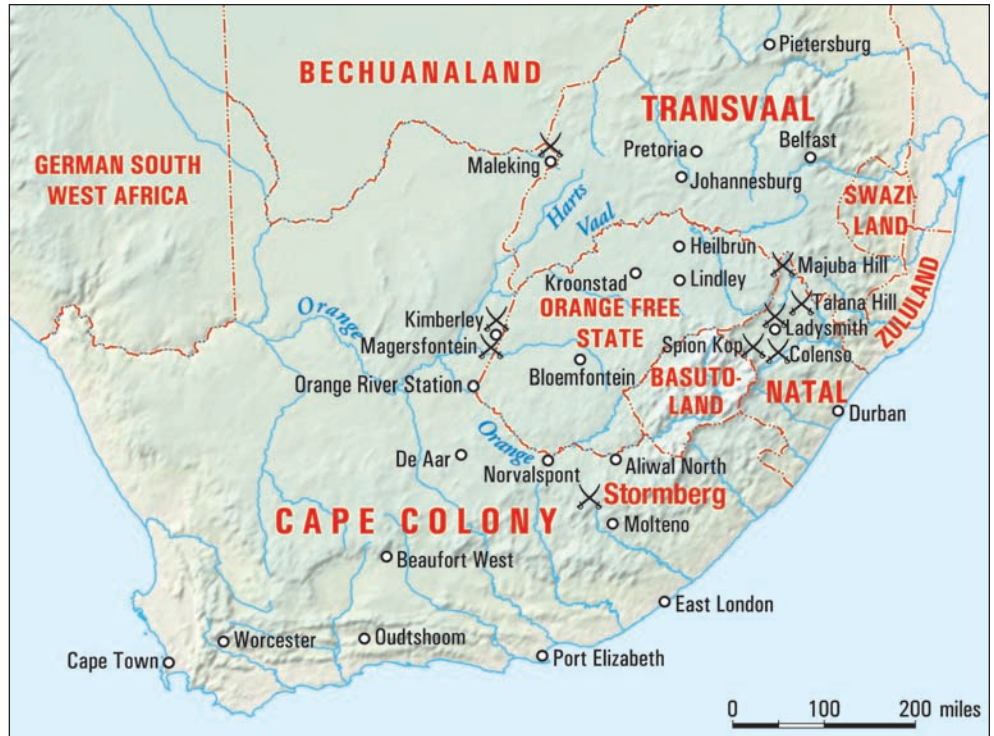 Pietersburg
BECHUANALAND
TRANSVAAL
Belfast
Pretoria
Maleking
GERMAN SOUTH
WEST AFRICA
Johannesburg
SWAZI-
LAND
Harts
Vaal
Heilbrun
Majuba Hill
Kroonstad
Lindley
Talana Hill
ZULULAND
Orange
Kimberley
ORANGE FREE
STATE
Ladysmith
Magersfontein
Spion Kop
Colenso
Bloemfontein
BASUTO-
LAND
Orange River Station
NATAL
Durban
Orange
De Aar
Norvalspont
Aliwal North
Stormberg
CAPE COLONY
Molteno
Beaufort West
East London
Worcester
Oudtshoom
Cape Town
Port Elizabeth
0 100 200 miles